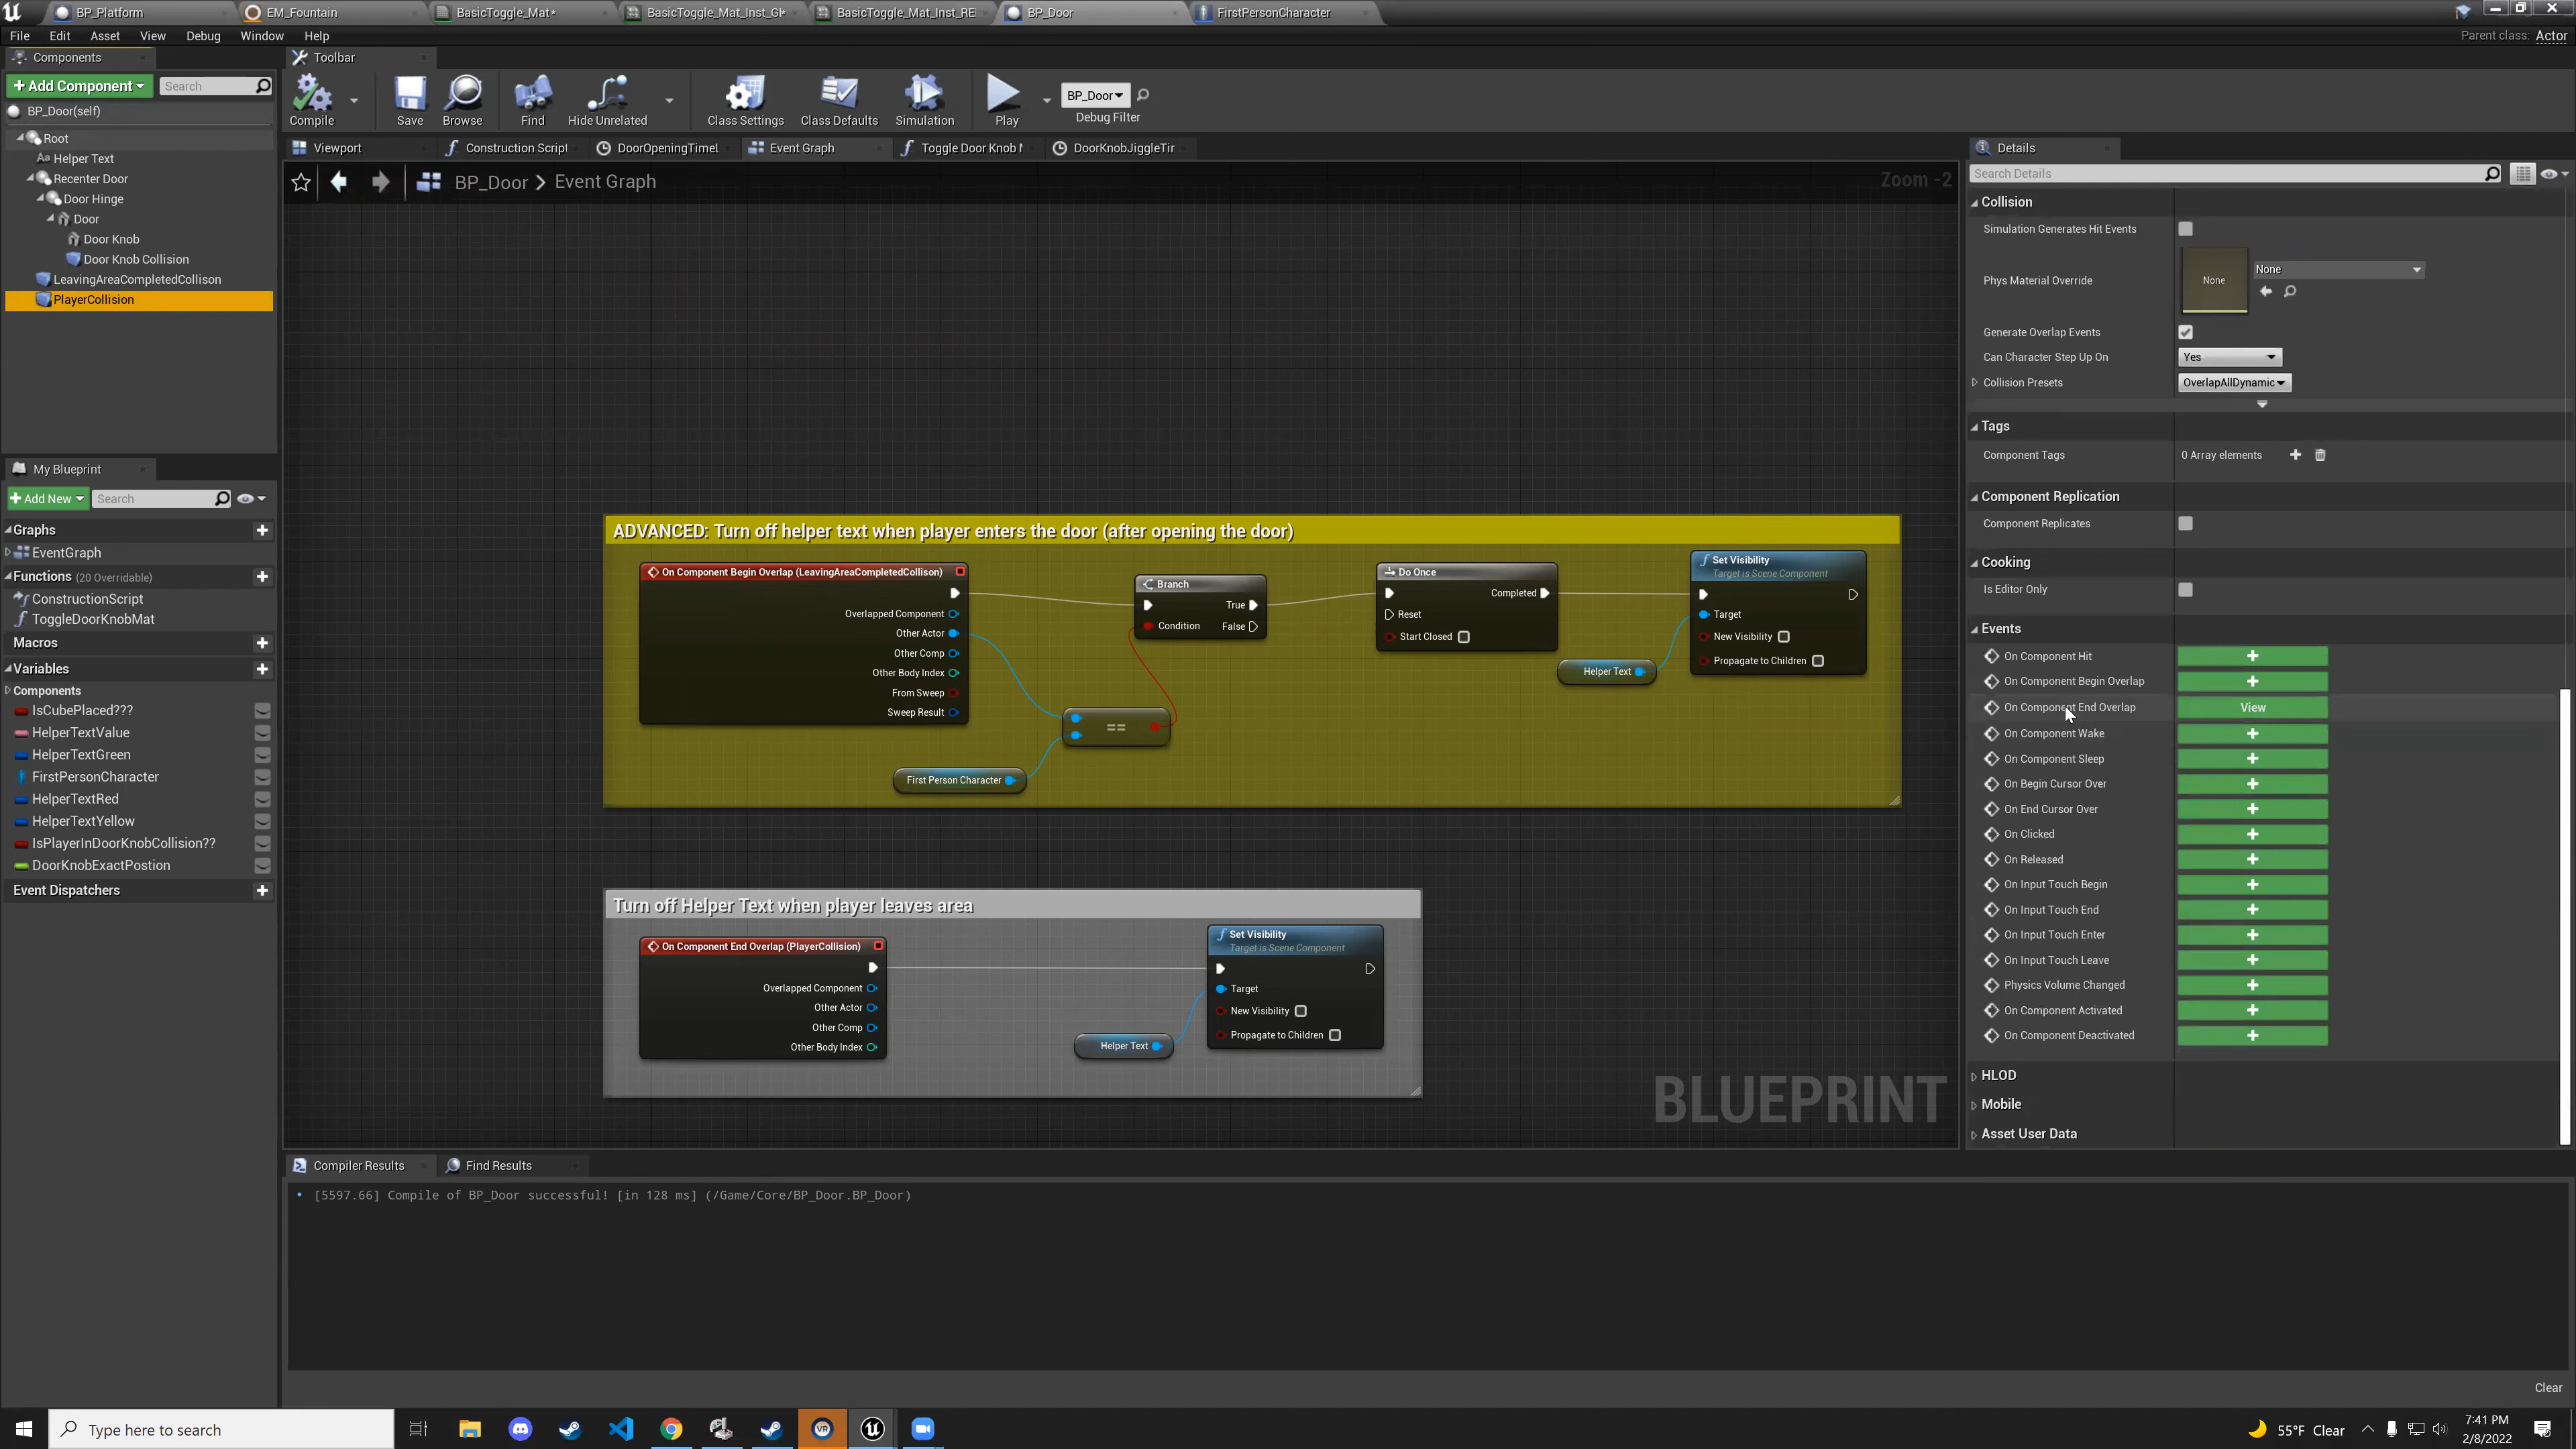 BP_Platform
EM_Fountain
BasicToggle_Mat*
BasicToggle_Mat_Inst_G
BasicToggle_Mat_Inst_RE
BP_Door
FirstPersonCharacter
File Edit Asset View Debug Window Help
Parent class: Actor
Components
Toolbar
Add Component
Search
BP_Door(self)
Root
Helper Text
Recenter Door
Door Hinge
Door
Door Knob
Door Knob Collision
LeavingAreaCompletedCollison
PlayerCollision
Compile
Save
Browse
Find
Hide Unrelated
Class Settings
Class Defaults
Simulation
Play
BP_Door
Debug Filter
Viewport
Construction Script
DoorOpeningTimeL
Event Graph
Toggle Door Knob M
DoorKnobJiggleTir
BP_Door > Event Graph
Zoom -2
My Blueprint
Add New
Search
Graphs
EventGraph
Functions (20 Overridable)
ConstructionScript
ToggleDoorKnobMat
Macros
Variables
Components
IsCubePlaced???
HelperTextValue
HelperTextGreen
FirstPersonCharacter
HelperTextRed
HelperTextYellow
IsPlayerInDoorKnobCollision??
DoorKnobExactPostion
Event Dispatchers
ADVANCED: Turn off helper text when player enters the door (after opening the door)
On Component Begin Overlap (LeavingAreaCompletedCollison)
Overlapped Component
Other Actor
Other Comp
Other Body Index
From Sweep
Sweep Result
First Person Character
==
Branch
True
Condition
False
Do Once
Completed
Reset
Start Closed
Helper Text
Set Visibility
Target is Scene Component
Target
New Visibility
Propagate to Children
Turn off Helper Text when player leaves area
On Component End Overlap (PlayerCollision)
Overlapped Component
Other Actor
Other Comp
Other Body Index
Helper Text
Set Visibility
Target is Scene Component
Target
New Visibility
Propagate to Children
BLUEPRINT
Details
Search Details
Collision
Simulation Generates Hit Events
Phys Material Override
None
None
Generate Overlap Events
Can Character Step Up On
Yes
Collision Presets
OverlapAllDynamic
Tags
Component Tags
0 Array elements
Component Replication
Component Replicates
Cooking
Is Editor Only
Events
On Component Hit
On Component Begin Overlap
On Component End Overlap
View
On Component Wake
On Component Sleep
On Begin Cursor Over
On End Cursor Over
On Clicked
On Released
On Input Touch Begin
On Input Touch End
On Input Touch Enter
On Input Touch Leave
Physics Volume Changed
On Component Activated
On Component Deactivated
HLOD
Mobile
Asset User Data
Compiler Results
Find Results
[5597.66] Compile of BP_Door successful! [in 128 ms] (/Game/Core/BP_Door.BP_Door)
Clear
Type here to search
VR
55°F Clear
7:41 PM
2/8/2022